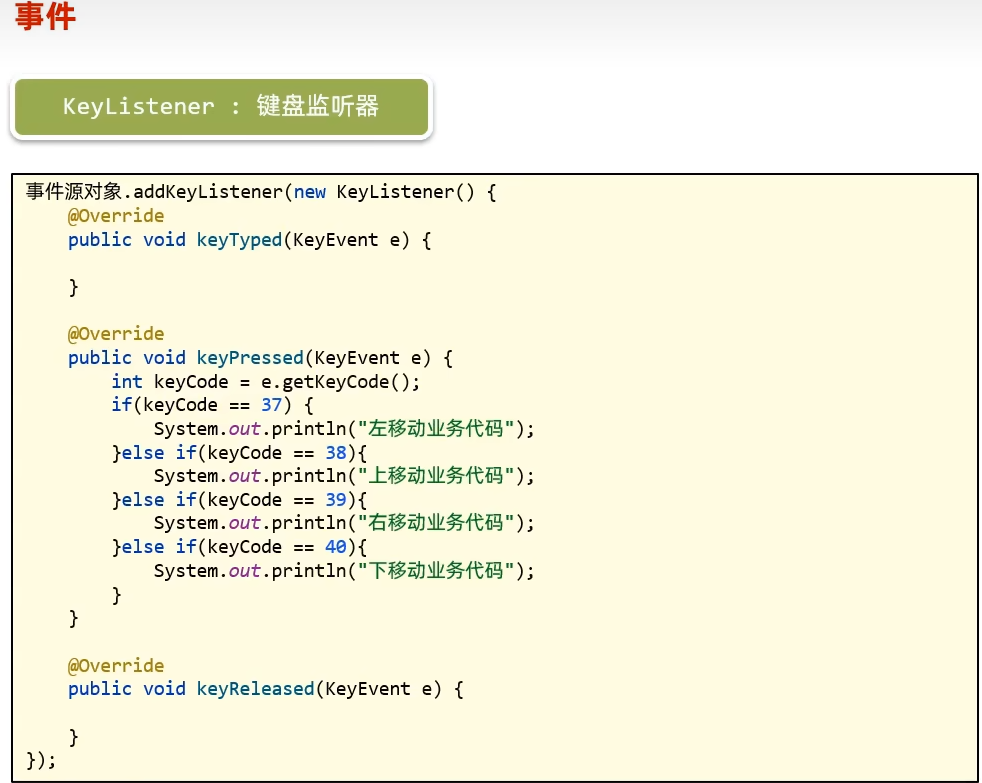 事件
KeyListener : 键盘监听器
事件源对象.addKeyListener(new KeyListener() {
    @Override
    public void keyTyped(KeyEvent e) {

    }

    @Override
    public void keyPressed(KeyEvent e) {
        int keyCode = e.getKeyCode();
        if(keyCode == 37) {
            System.out.println("左移动业务代码");
        }else if(keyCode == 38){
            System.out.println("上移动业务代码");
        }else if(keyCode == 39){
            System.out.println("右移动业务代码");
        }else if(keyCode == 40){
            System.out.println("下移动业务代码");
        }
    }

    @Override
    public void keyReleased(KeyEvent e) {

    }
});